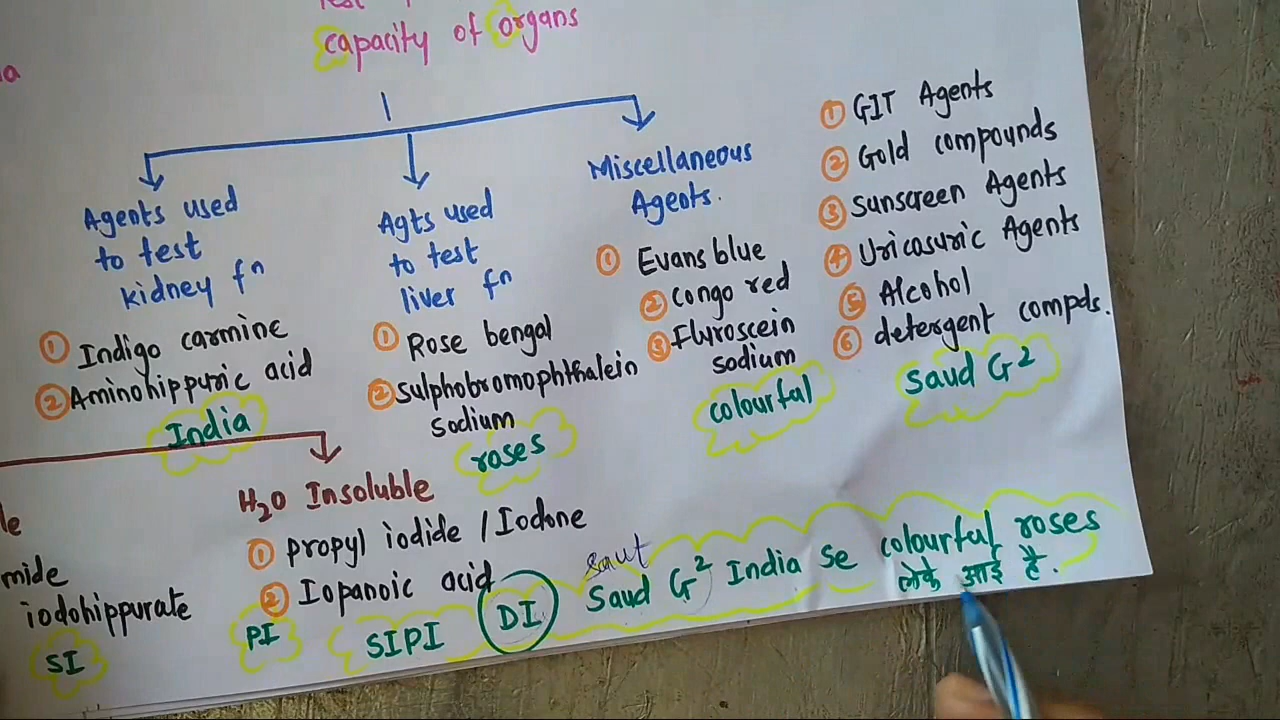 capacity of organs
Agents used
to test
kidney fⁿ
① Indigo carmine
② Aminohippuric acid
India
Agts used
to test
liver fⁿ
① Rose bengal
② Sulphobromophthalein
sodium
roses
Miscellaneous
Agents.
① Evans blue
② Congo red
③ Flyroscein
sodium
colourful
① GIT Agents
② Gold compounds
③ Sunscreen Agents
④ Uricasuric Agents
⑤ Alcohol
⑥ detergent compds.
Saud G²
H₂O Insoluble
① propyl iodide / Iodone
② Iopanoic acid
PI
mide
iodohippurate
SI
SIPI
DI
saut
Saud G² India Se colourful roses
लेके आई है.